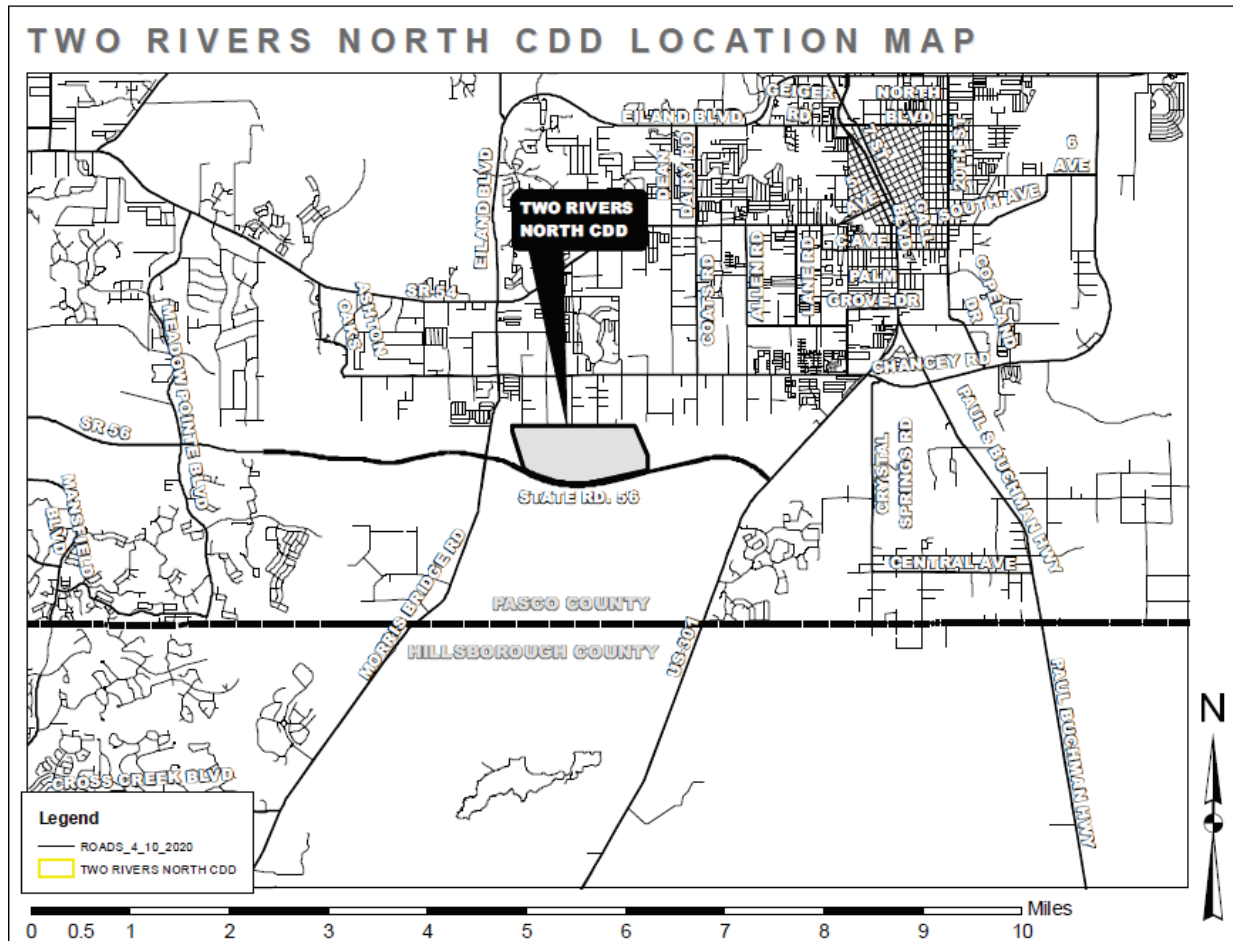 TWO RIVERS NORTH CDD LOCATION MAP
GEIGER
RD
NORTH
BLVD
EILAND BLVD
20TH ST
6
AVE
DEAN
DAIRY RD
EILAND BLVD
TWO RIVERS
NORTH CDD
SOUTH AVE
C AVE
COATS RD
ALLEN RD
LANE RD
PALM
GROVE DR
COPELAND
DR
SR 54
ASHTON
OAKS
MEADOW POINTE BLVD
CHANCEY RD
SR 56
STATE RD. 56
MANSFIELD
BLVD
CRYSTAL
SPRINGS RD
PAUL S BUCHMAN HWY
CENTRAL AVE
MORRIS BRIDGE RD
PASCO COUNTY
HILLSBOROUGH COUNTY
US 301
PAUL BUCHMAN HWY
CROSS CREEK BLVD
N
Legend
ROADS_4_10_2020
TWO RIVERS NORTH CDD
Miles
0 0.5 1 2 3 4 5 6 7 8 9 10